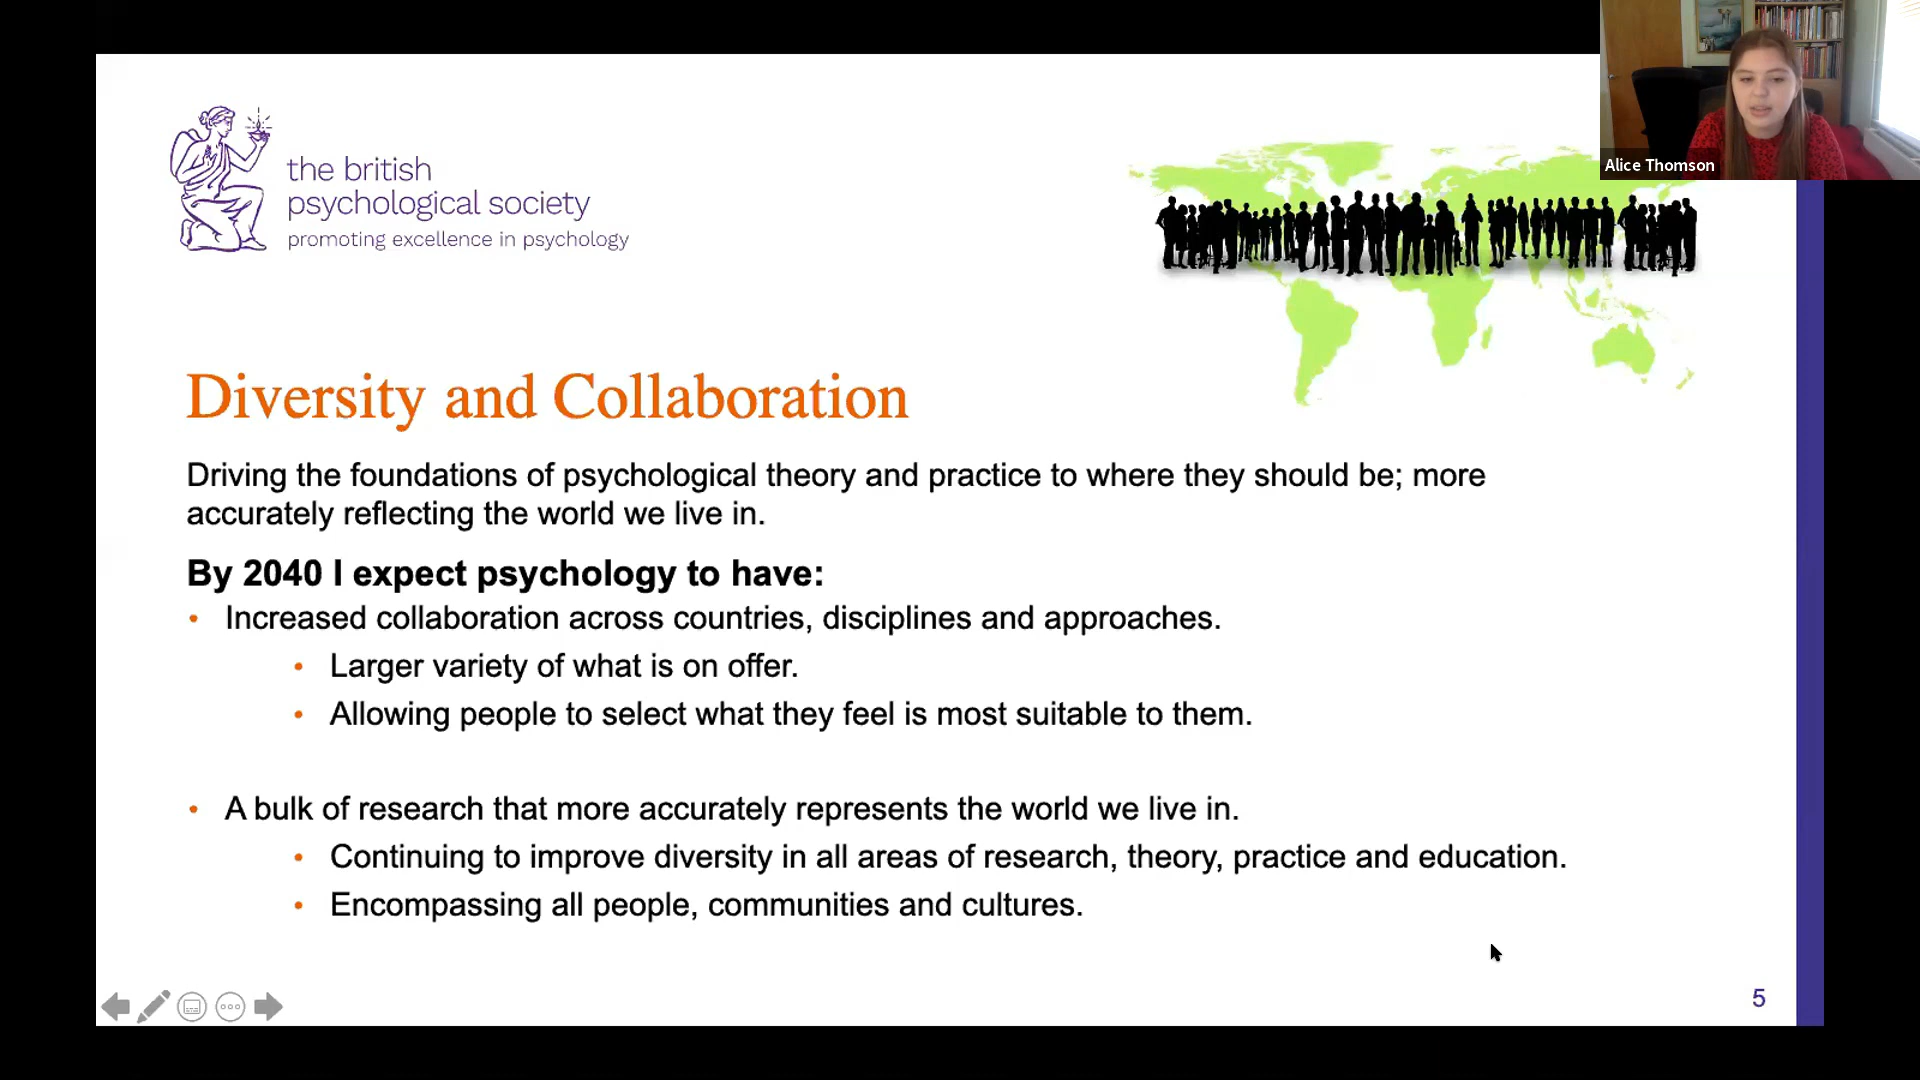 Alice Thomson
the british
psychological society
promoting excellence in psychology
Diversity and Collaboration
Driving the foundations of psychological theory and practice to where they should be; more
accurately reflecting the world we live in.
By 2040 I expect psychology to have:
• Increased collaboration across countries, disciplines and approaches.
• Larger variety of what is on offer.
• Allowing people to select what they feel is most suitable to them.
• A bulk of research that more accurately represents the world we live in.
• Continuing to improve diversity in all areas of research, theory, practice and education.
• Encompassing all people, communities and cultures.
5